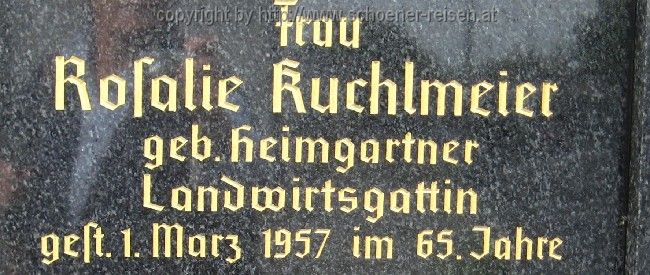 copyright by http://www.schoener-reisen.at
Frau
Roſalie Kuchlmeier
geb. Heimgartner
Landwirtsgattin
geſt. 1. März 1957 im 65. Jahre